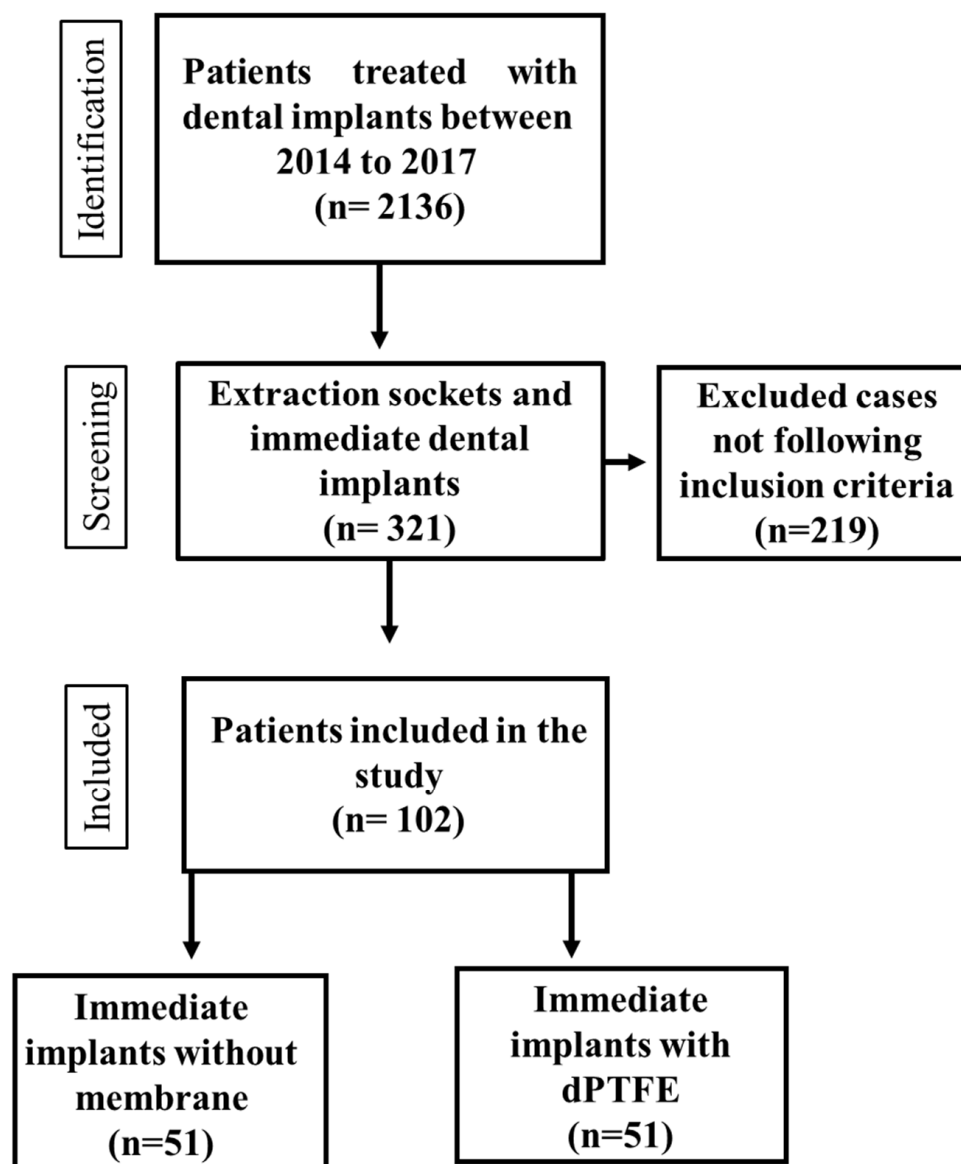 Identification
Patients treated with
dental implants between
2014 to 2017
(n= 2136)
Screening
Extraction sockets and
immediate dental
implants
(n= 321)
Excluded cases
not following
inclusion criteria
(n=219)
Included
Patients included in the
study
(n= 102)
Immediate
implants without
membrane
(n=51)
Immediate
implants with
dPTFE
(n=51)